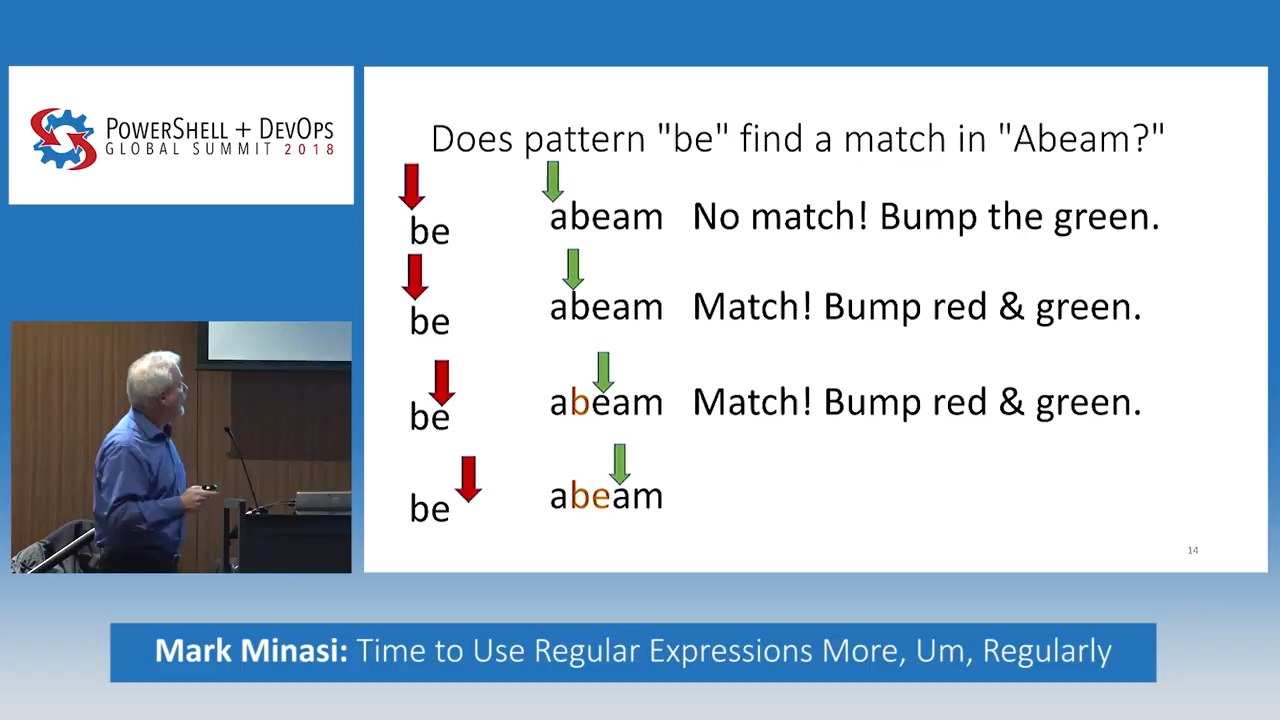 POWERSHELL + DEVOPS
GLOBAL SUMMIT 2018
Does pattern "be" find a match in "Abeam?"
be abeam No match! Bump the green.
be abeam Match! Bump red & green.
be abeam Match! Bump red & green.
be abeam
14
Mark Minasi: Time to Use Regular Expressions More, Um, Regularly